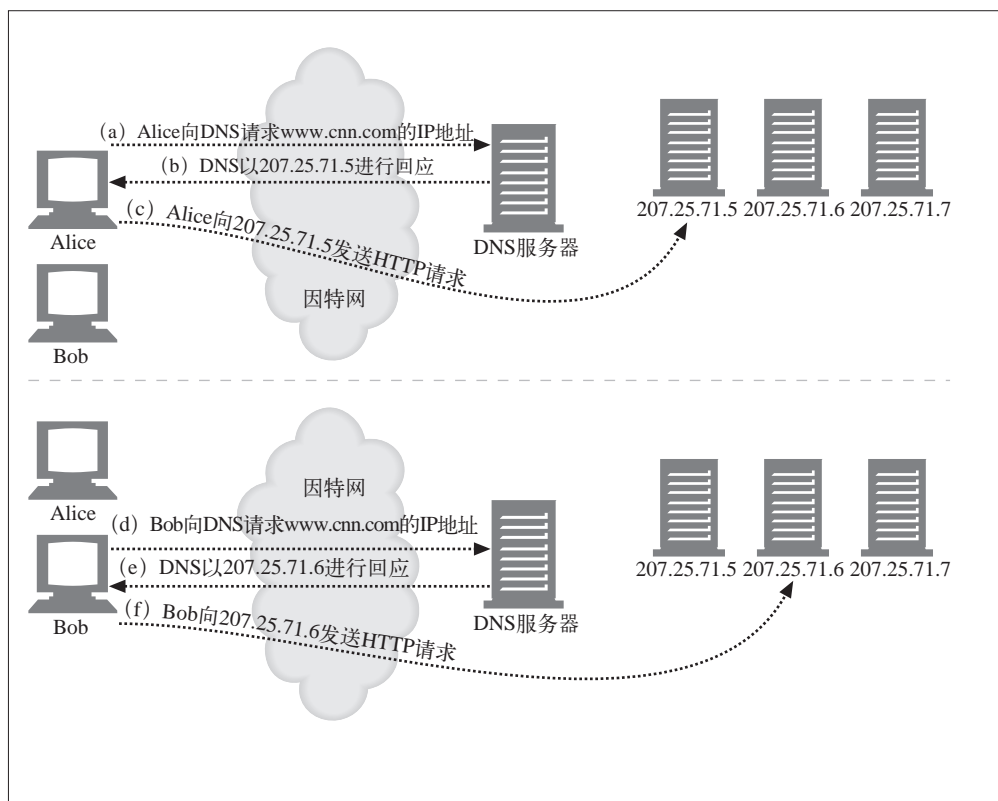 (a) Alice向DNS请求www.cnn.com的IP地址
(b) DNS以207.25.71.5进行回应
(c) Alice向207.25.71.5发送HTTP请求
Alice
DNS服务器
207.25.71.5
207.25.71.6
207.25.71.7
因特网
Bob
因特网
Alice
(d) Bob向DNS请求www.cnn.com的IP地址
(e) DNS以207.25.71.6进行回应
(f) Bob向207.25.71.6发送HTTP请求
Bob
DNS服务器
207.25.71.5
207.25.71.6
207.25.71.7